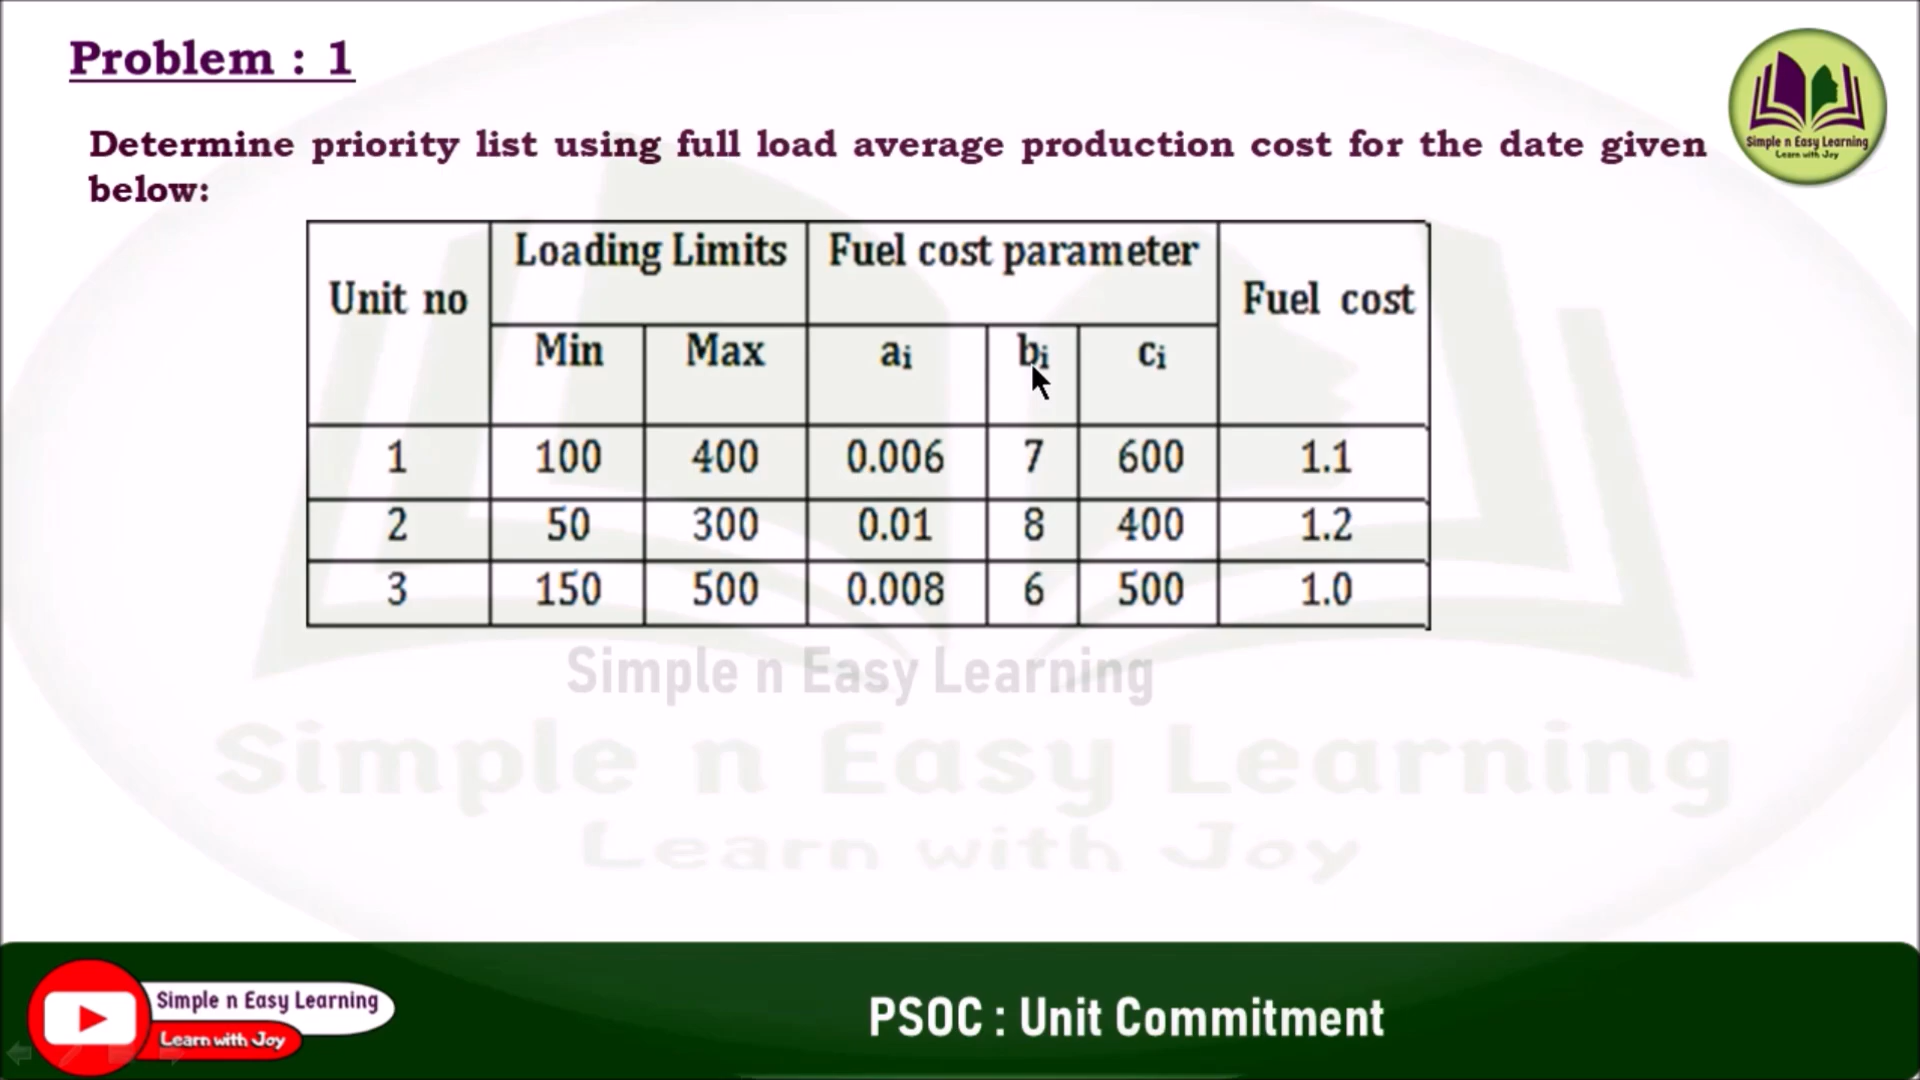 Problem : 1
Simple n Easy Learning
Learn with Joy
Determine priority list using full load average production cost for the date given
below:
Unit no Loading Limits Fuel cost parameter Fuel cost
Min Max ai bi ci
1 100 400 0.006 7 600 1.1
2 50 300 0.01 8 400 1.2
3 150 500 0.008 6 500 1.0
Simple n Easy Learning
Simple n Easy Learning
Learn with Joy
Simple n Easy Learning
Learn with Joy
PSOC : Unit Commitment